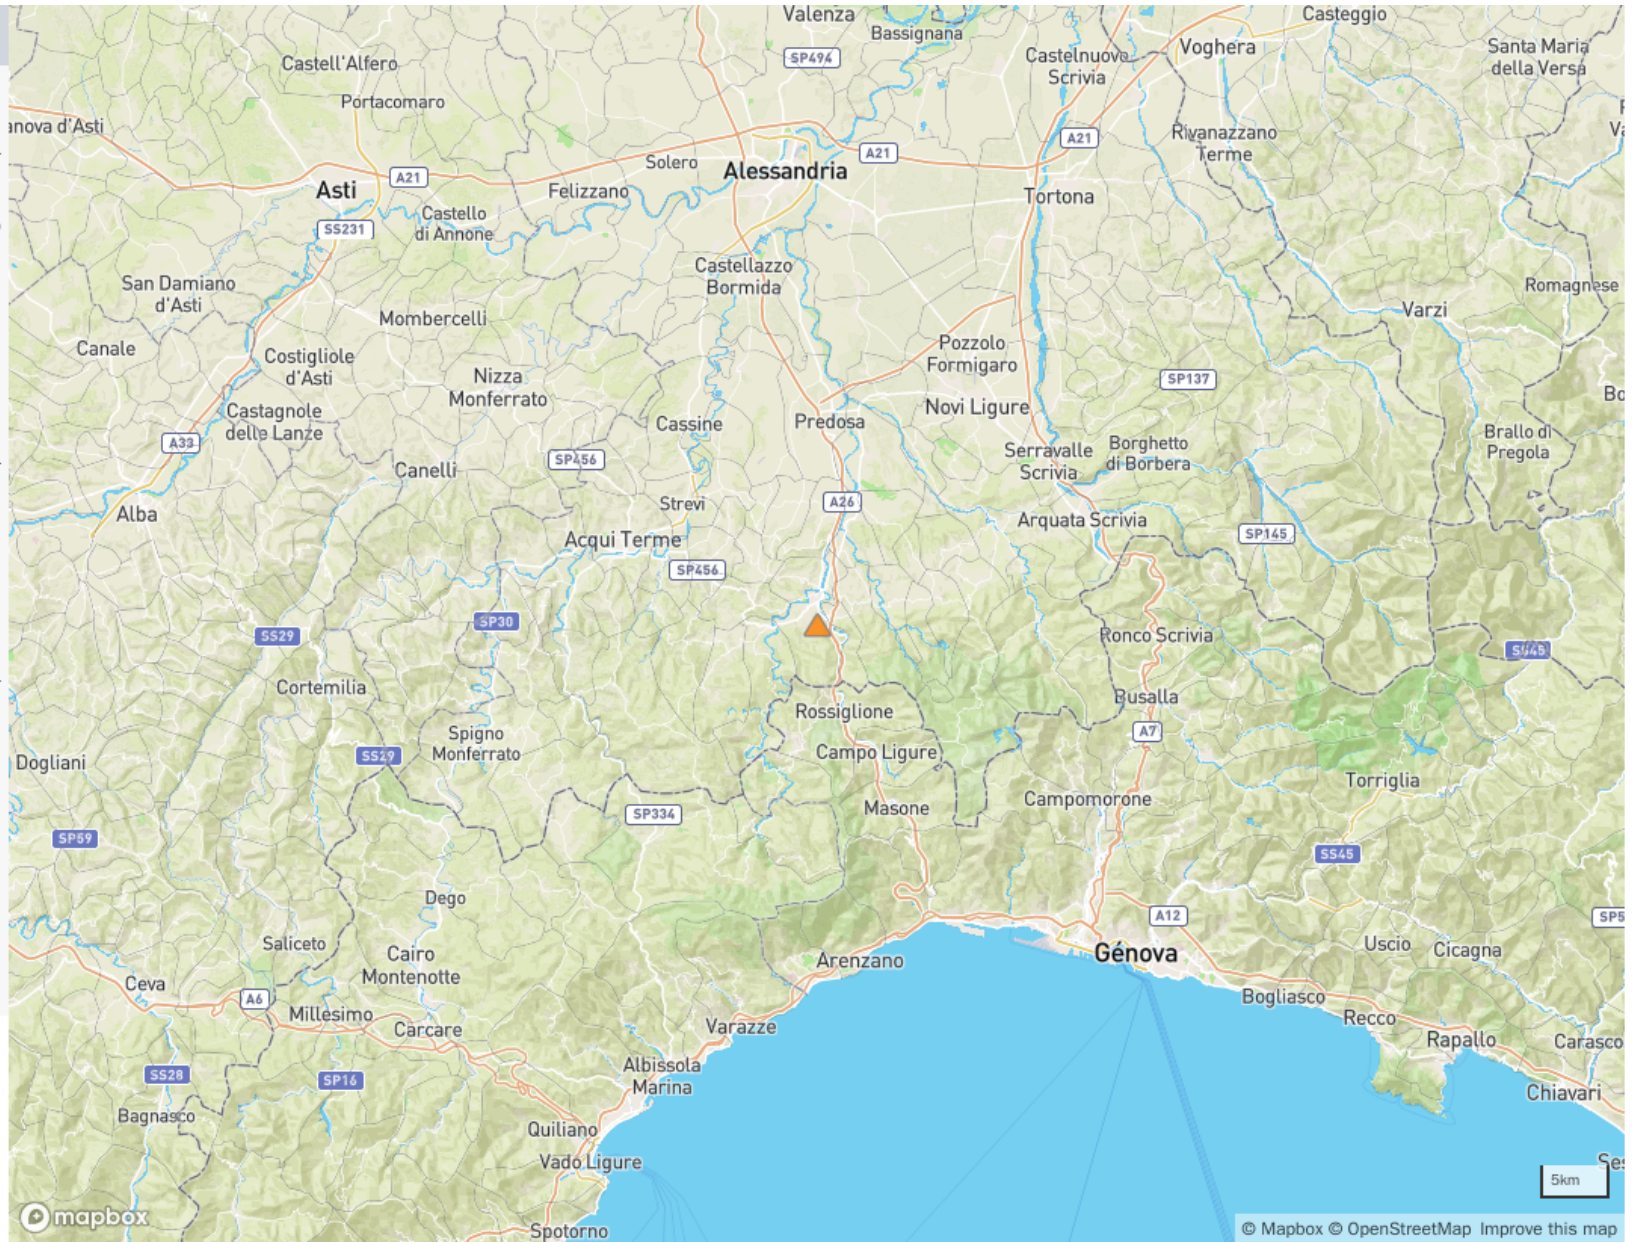 Valenza
Casteggio
Bassignana
Castelnuovo
Scrivia
Voghera
Santa Maria
della Versa
Castell'Alfero
SP494
Portacomaro
anova d'Asti
Rivanazzano
Terme
A21
A21
Solero
Alessandria
A21
Asti
Felizzano
Tortona
Castello
di Annone
SS231
Castellazzo
Bormida
San Damiano
d'Asti
Romagnese
Varzi
Mombercelli
Canale
Costigliole
d'Asti
Pozzolo
Formigaro
Nizza
Monferrato
SP137
Castagnole
delle Lanze
Novi Ligure
Cassine
Predosa
Brallo di
Pregola
A33
Serravalle
Scrivia
Borghetto
di Borbera
Canelli
SP456
Strevi
A26
Alba
Arquata Scrivia
SP145
Acqui Terme
SP456
SP30
SS29
Ronco Scrivia
SS45
Cortemilia
Busalla
Rossiglione
A7
Spigno
Monferrato
SS29
Campo Ligure
Dogliani
Torriglia
Campomorone
Masone
SP334
SP59
SS45
Dego
A12
SP5
Saliceto
Cairo
Montenotte
Génova
Uscio
Cicagna
Arenzano
Ceva
A6
Bogliasco
Millesimo
Carcare
Varazze
Recco
Rapallo
Carasco
Albissola
Marina
SS28
SP16
Chiavari
Bagnasco
Quiliano
Vado Ligure
Ses
5km
mapbox
Spotorno
© Mapbox © OpenStreetMap Improve this map